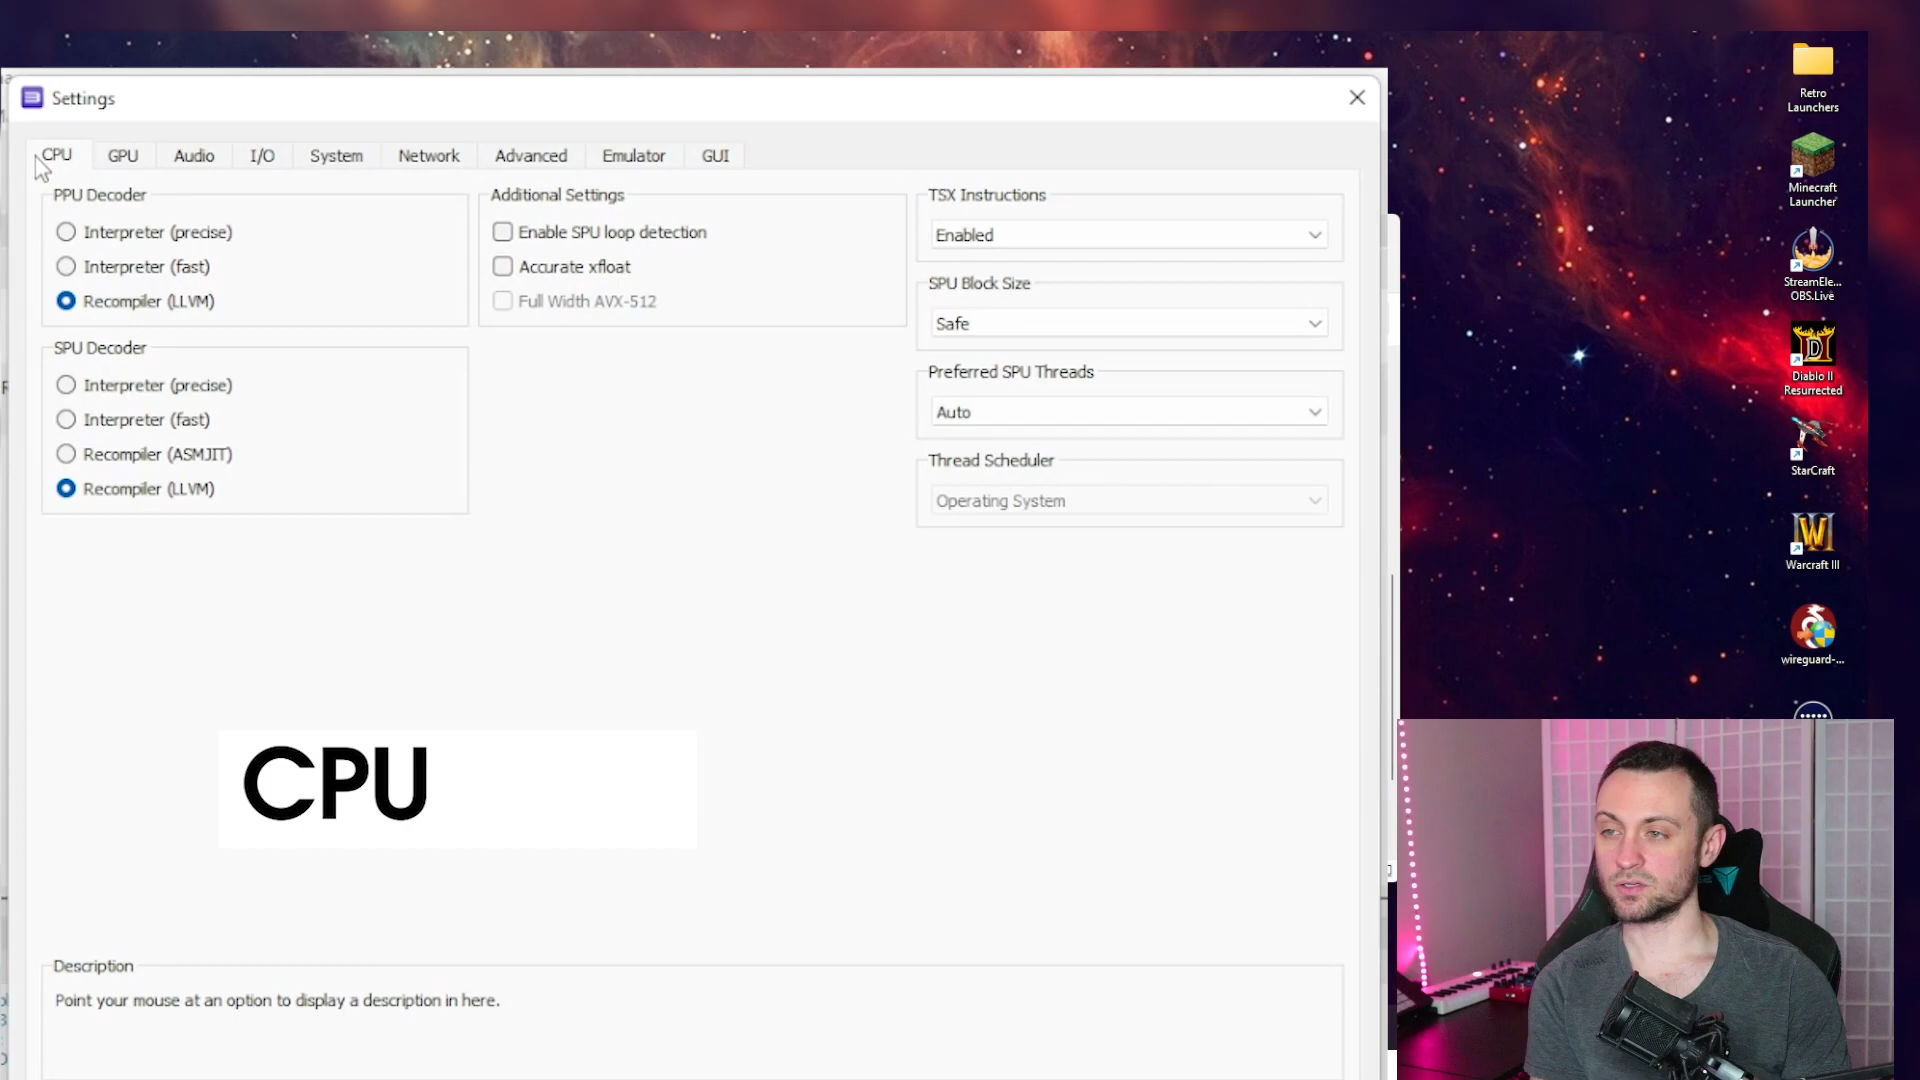 Settings
CPU
GPU
Audio
I/O
System
Network
Advanced
Emulator
GUI
PPU Decoder
Interpreter (precise)
Interpreter (fast)
Recompiler (LLVM)
SPU Decoder
Interpreter (precise)
Interpreter (fast)
Recompiler (ASMJIT)
Recompiler (LLVM)
Additional Settings
Enable SPU loop detection
Accurate xfloat
Full Width AVX-512
TSX Instructions
Enabled
SPU Block Size
Safe
Preferred SPU Threads
Auto
Thread Scheduler
Operating System
CPU
Description
Point your mouse at an option to display a description in here.
Retro
Launchers
Minecraft
Launcher
StreamEle...
OBS.Live
Diablo II
Resurrected
StarCraft
Warcraft III
wireguard-...